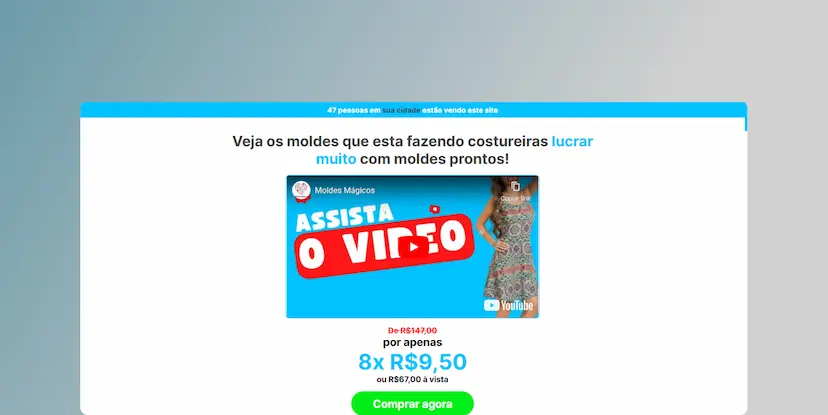 47 pessoas em sua cidade estão vendo este site
Veja os moldes que esta fazendo costureiras lucrar
muito com moldes prontos!
Moldes Mágicos
Copiar link
ASSISTA
O VIDEO
YouTube
De R$147,00
por apenas
8x R$9,50
ou R$67,00 à vista
Comprar agora